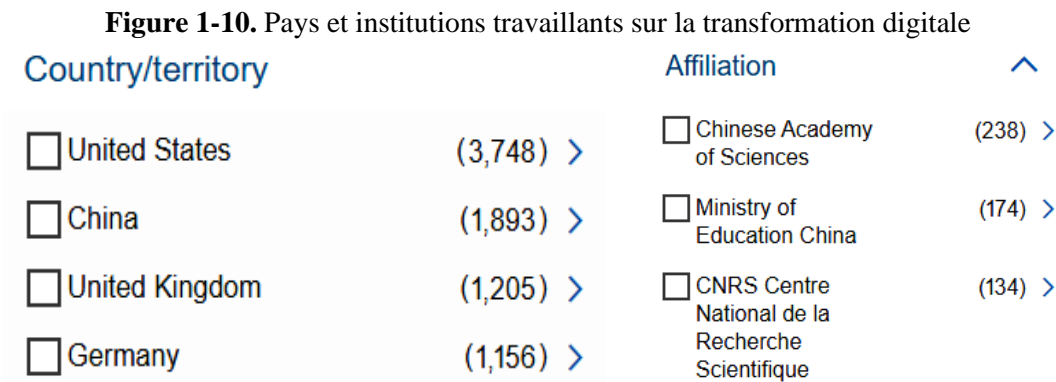 Figure 1-10. Pays et institutions travaillants sur la transformation digitale
Country/territory
United States (3,748)
China (1,893)
United Kingdom (1,205)
Germany (1,156)
Affiliation
Chinese Academy (238)
of Sciences
Ministry of (174)
Education China
CNRS Centre (134)
National de la
Recherche
Scientifique